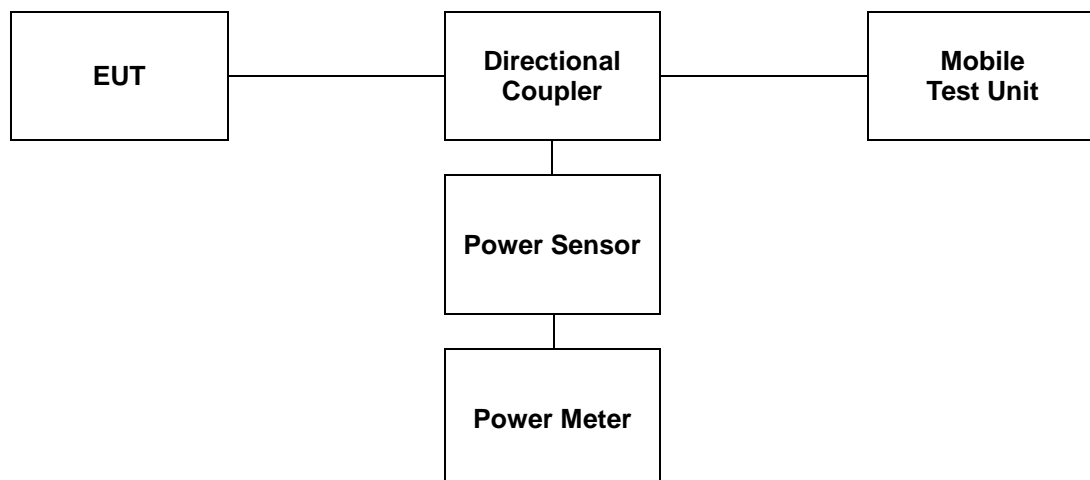 EUT
Directional
Coupler
Mobile
Test Unit
Power Sensor
Power Meter